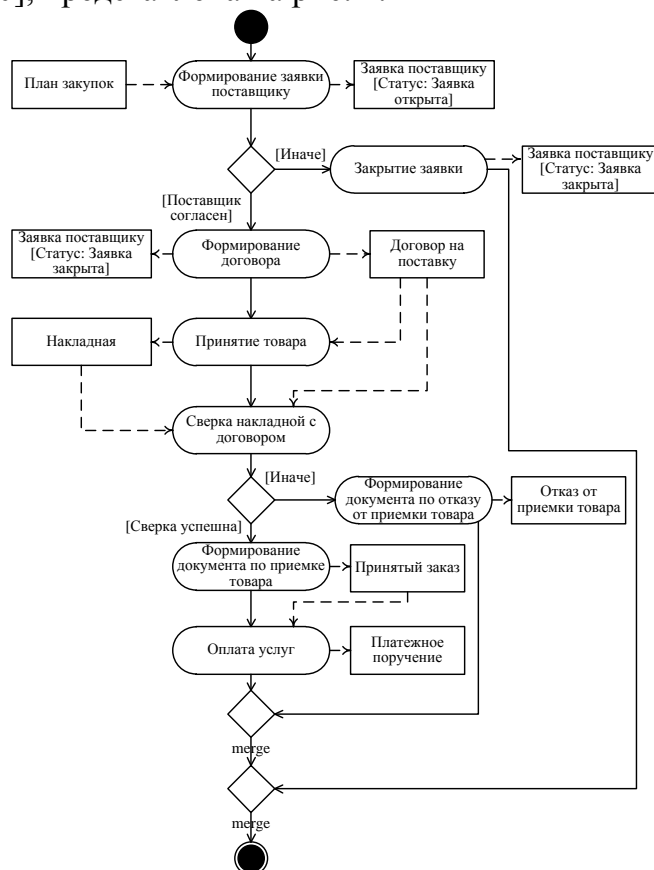 План закупок
Формирование заявки
поставщику
Заявка поставщику
[Статус: Заявка
открыта]
[Иначе]
Закрытие заявки
Заявка поставщику
[Статус: Заявка
закрыта]
[Поставщик
согласен]
Заявка поставщику
[Статус: Заявка
закрыта]
Формирование
договора
Договор на
поставку
Накладная
Принятие товара
Сверка накладной с
договором
[Иначе]
Формирование
документа по отказу
от приемки товара
Отказ от
приемки товара
[Сверка успешна]
Формирование
документа по приемке
товара
Принятый заказ
Оплата услуг
Платежное
поручение
merge
merge